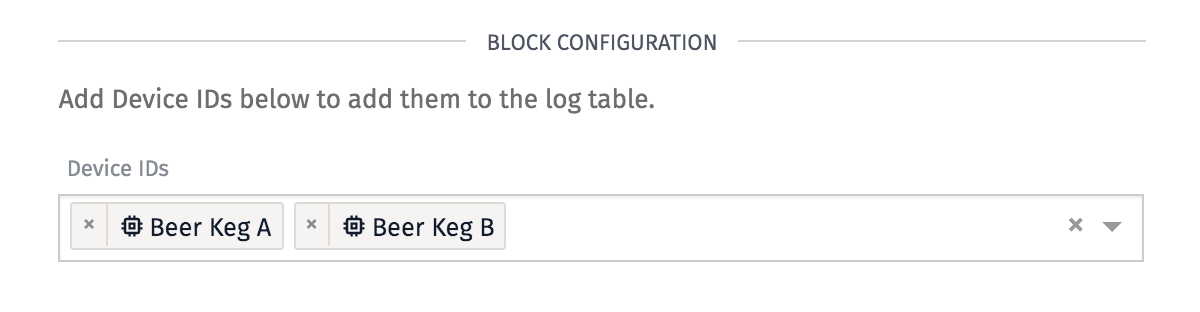 BLOCK CONFIGURATION
Add Device IDs below to add them to the log table.
Device IDs
× Beer Keg A × Beer Keg B ×